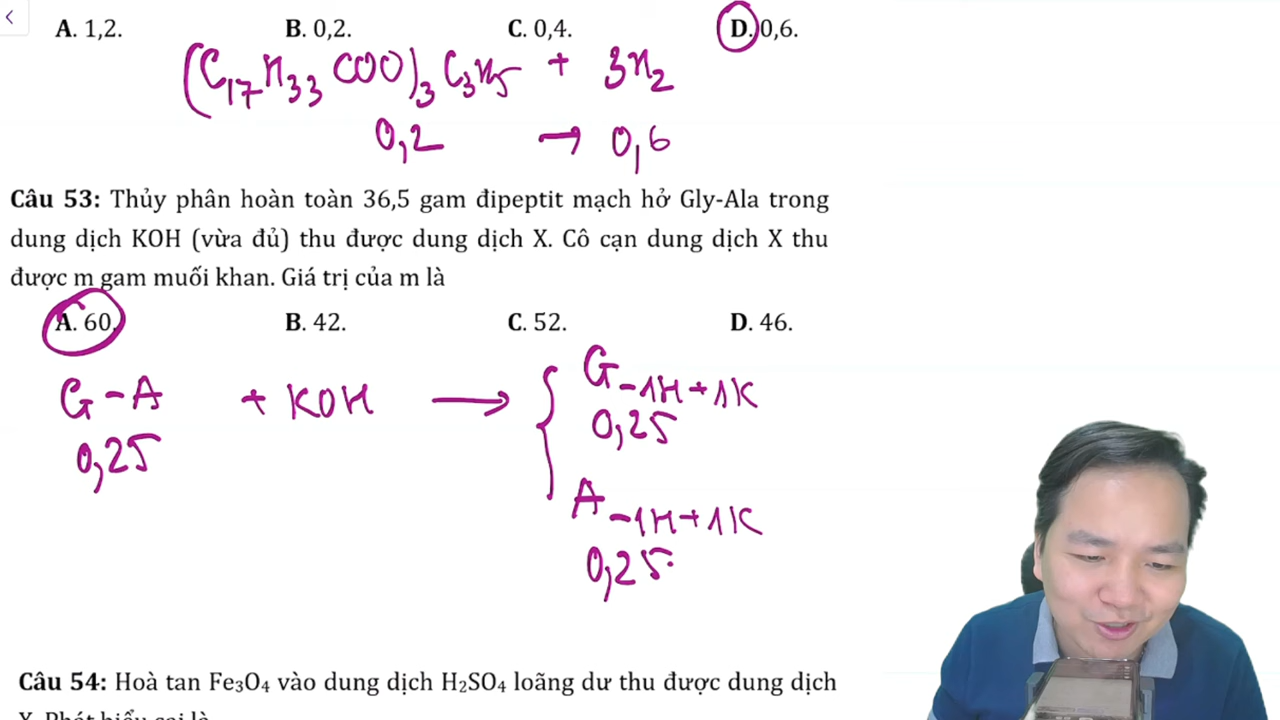 A. 1,2. B. 0,2. C. 0,4. D. 0,6.
(C17H33COO)3C3H5 + 3H2
0,2 → 0,6
Câu 53: Thủy phân hoàn toàn 36,5 gam đipeptit mạch hở Gly-Ala trong
dung dịch KOH (vừa đủ) thu được dung dịch X. Cô cạn dung dịch X thu
được m gam muối khan. Giá trị của m là
A. 60. B. 42. C. 52. D. 46.
G-A + KOH → G -1H+1K
0,25 0,25
A -1H+1K
0,25
Câu 54: Hoà tan Fe3O4 vào dung dịch H2SO4 loãng dư thu được dung dịch
X. Phát biểu sai là